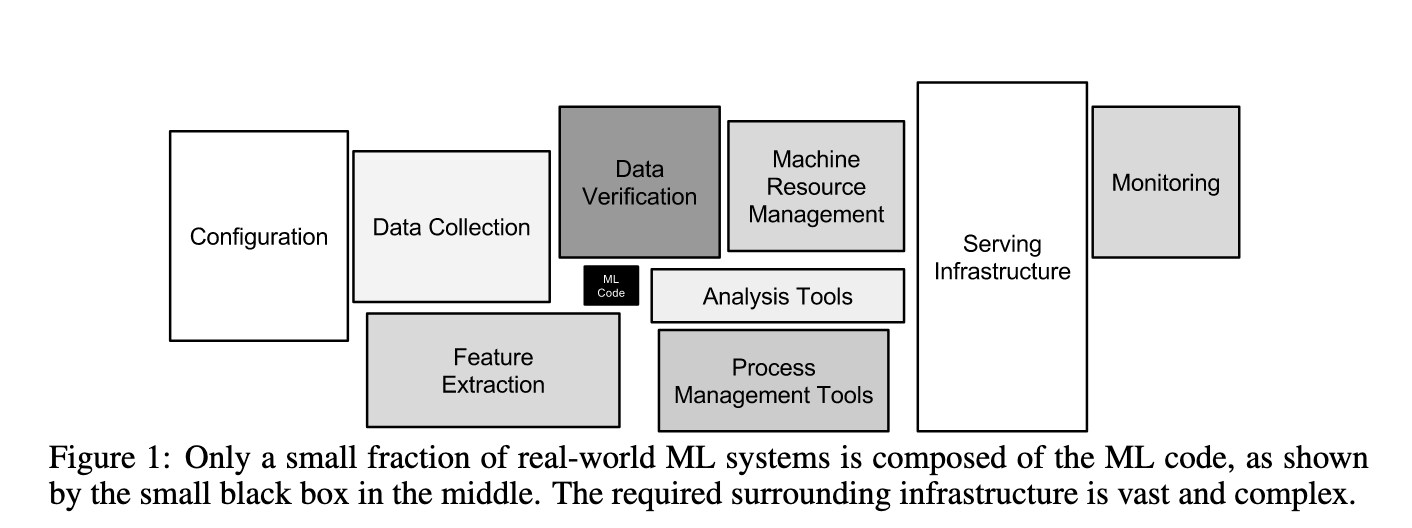 Configuration
Data Collection
Data
Verification
Machine
Resource
Management
Serving
Infrastructure
Monitoring
ML
Code
Analysis Tools
Feature
Extraction
Process
Management Tools
Figure 1: Only a small fraction of real-world ML systems is composed of the ML code, as shown
by the small black box in the middle. The required surrounding infrastructure is vast and complex.